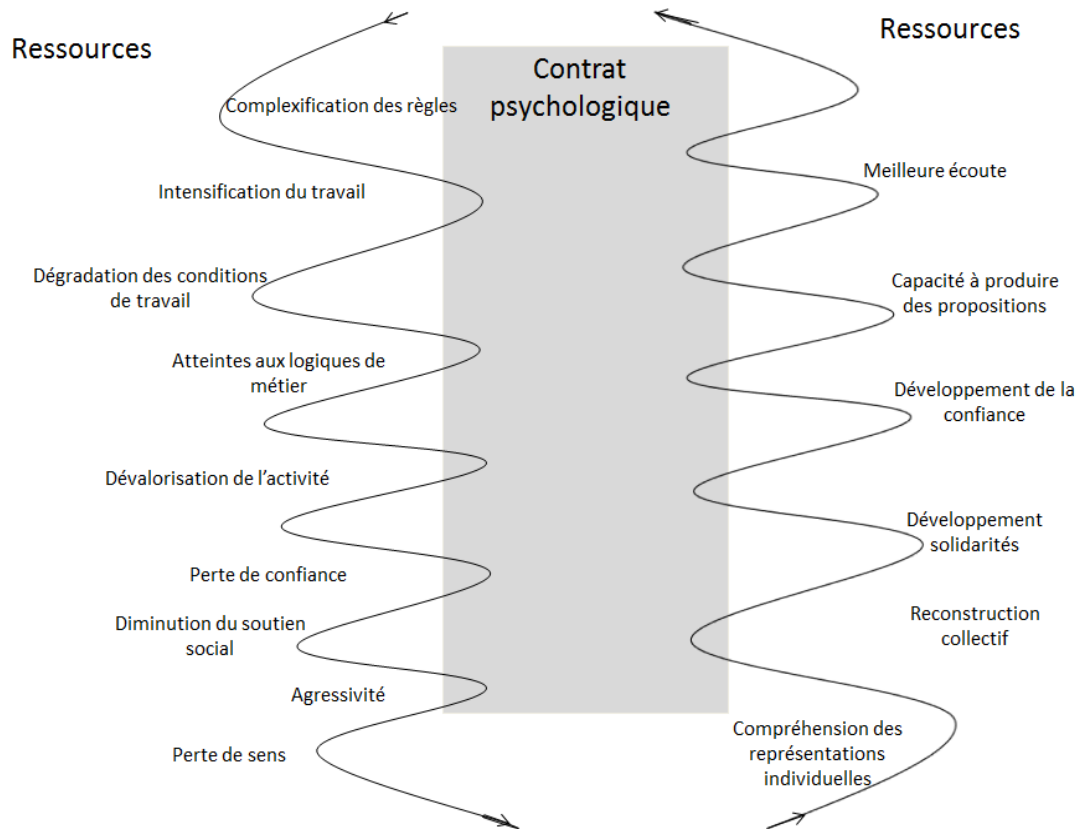 Ressources
Complexification des règles
Intensification du travail
Dégradation des conditions
de travail
Atteintes aux logiques de
métier
Dévalorisation de l'activité
Perte de confiance
Diminution du soutien
social
Agressivité
Perte de sens
Contrat
psychologique
Ressources
Meilleure écoute
Capacité à produire
des propositions
Développement de la
confiance
Développement
solidarités
Reconstruction
collectif
Compréhension des
représentations
individuelles